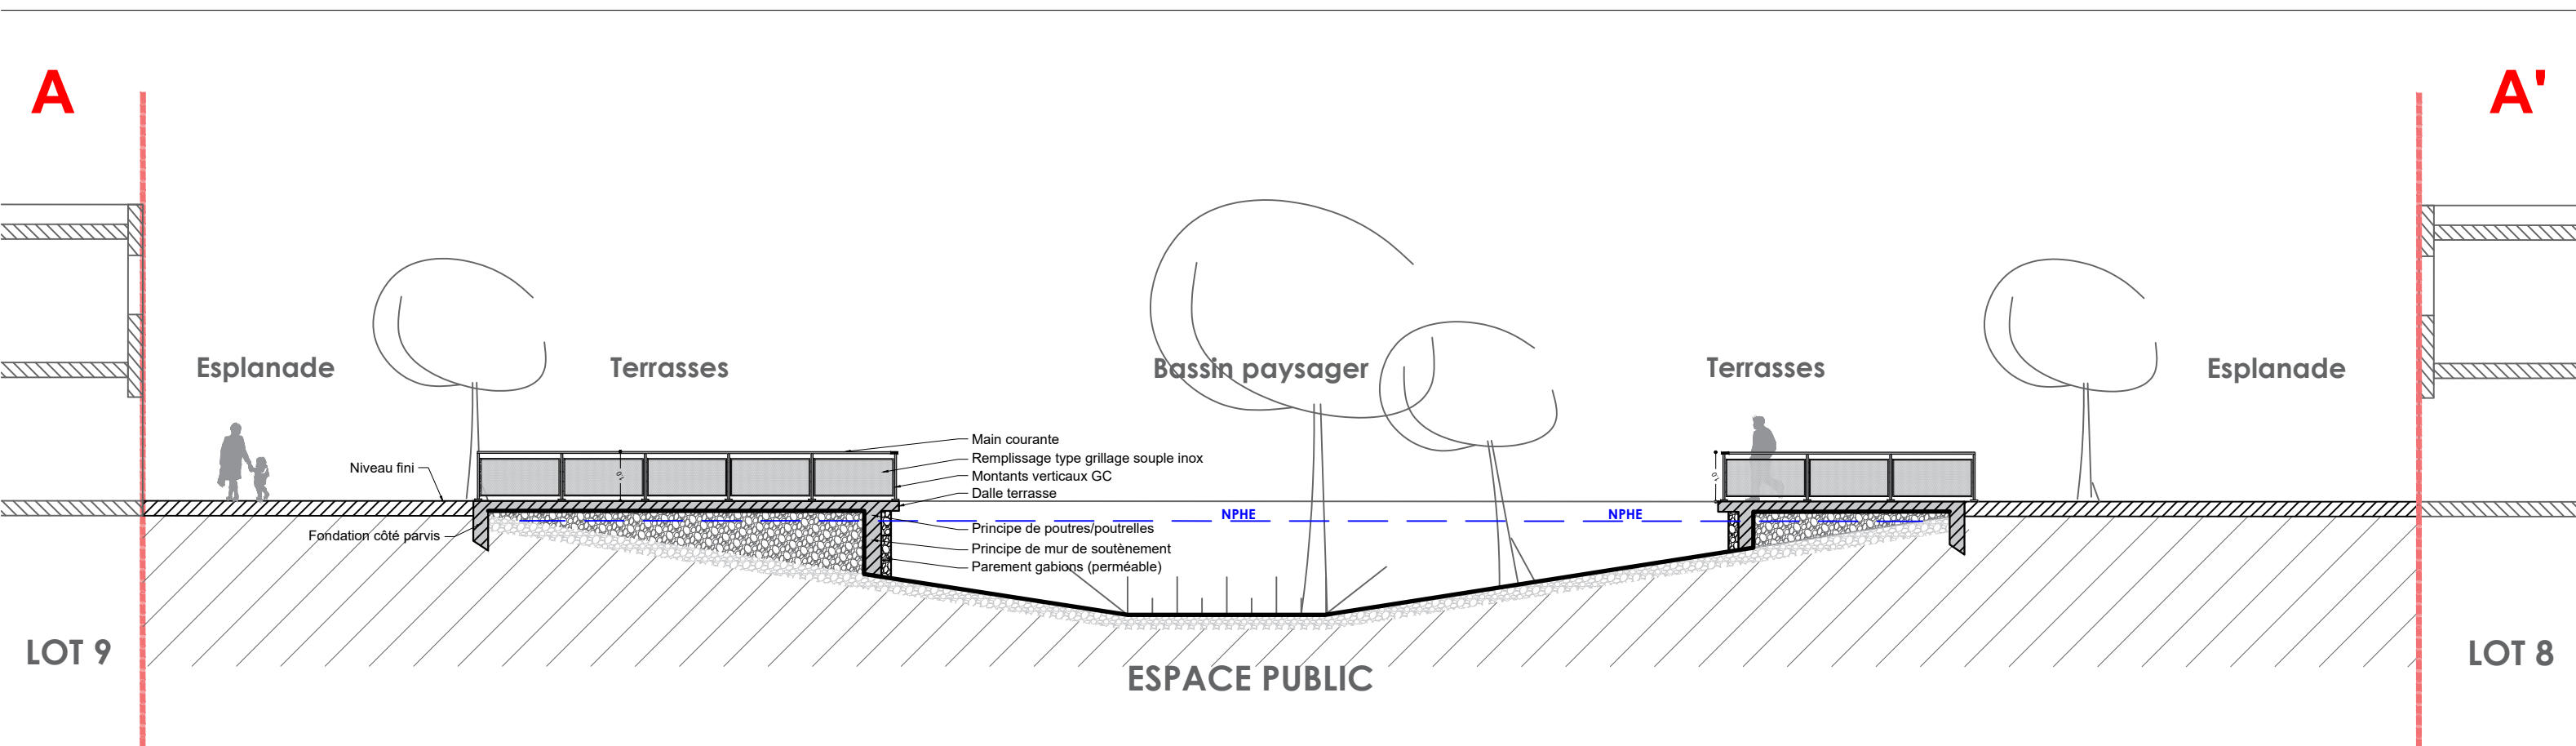 A
A'
Esplanade
Terrasses
Bassin paysager
Terrasses
Esplanade
Main courante
Remplissage type grillage souple inox
Niveau fini
Montants verticaux GC
Dalle terrasse
NPHE
NPHE
Principe de poutres/poutrelles
Fondation côté parvis
Principe de mur de soutènement
Parement gabions (perméable)
LOT 9
LOT 8
ESPACE PUBLIC